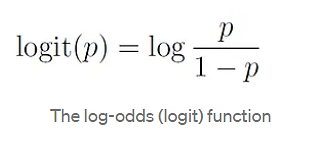 logit(p) = log p / 1 − p
The log-odds (logit) function